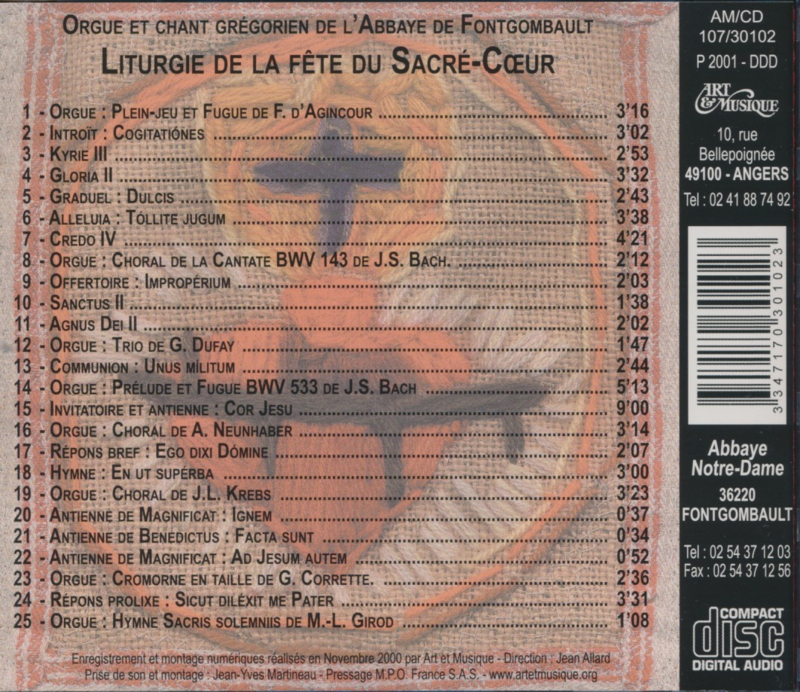 Orgue et chant grégorien de l'Abbaye de Fontgombault
Liturgie de la fête du Sacré-Cœur
1 - Orgue : Plein-jeu et Fugue de F. d'Agincour 3'16
2 - Introït : Cogitatiónes 3'02
3 - Kyrie III 2'53
4 - Gloria II 3'32
5 - Graduel : Dulcis 2'43
6 - Alleluia : Tóllite jugum 3'38
7 - Credo IV 4'21
8 - Orgue : Choral de la Cantate BWV 143 de J.S. Bach. 2'12
9 - Offertoire : Impropérium 2'03
10 - Sanctus II 1'38
11 - Agnus Dei II 2'02
12 - Orgue : Trio de G. Dufay 1'47
13 - Communion : Unus mílitum 2'44
14 - Orgue : Prélude et Fugue BWV 533 de J.S. Bach 5'13
15 - Invitatoire et antienne : Cor Jesu 9'00
16 - Orgue : Choral de A. Neunhaber 3'14
17 - Répons bref : Ego dixi Dómine 2'07
18 - Hymne : En ut supérba 3'00
19 - Orgue : Choral de J.L. Krebs 3'23
20 - Antienne de Magnificat : Ignem 0'37
21 - Antienne de Benedictus : Facta sunt 0'34
22 - Antienne de Magnificat : Ad Jesum autem 0'52
23 - Orgue : Cromorne en taille de G. Corrette. 2'36
24 - Répons prolixe : Sicut diléxit me Pater 3'31
25 - Orgue : Hymne Sacris solemniis de M.-L. Girod 1'08
Enregistrement et montage numériques réalisés en Novembre 2000 par Art et Musique - Direction : Jean Allard
Prise de son et montage : Jean-Yves Martineau - Pressage M.P.O. France S.A.S. - www.artetmusique.org
AM/CD
107/30102
P 2001 - DDD
ART
& MUSIQUE
10, rue
Bellepoignée
49100 - ANGERS
Tel : 02 41 88 74 92
3 347170 301023
Abbaye
Notre-Dame
36220
FONTGOMBAULT
Tel : 02 54 37 12 03
Fax : 02 54 37 12 56
COMPACT
disc
DIGITAL AUDIO